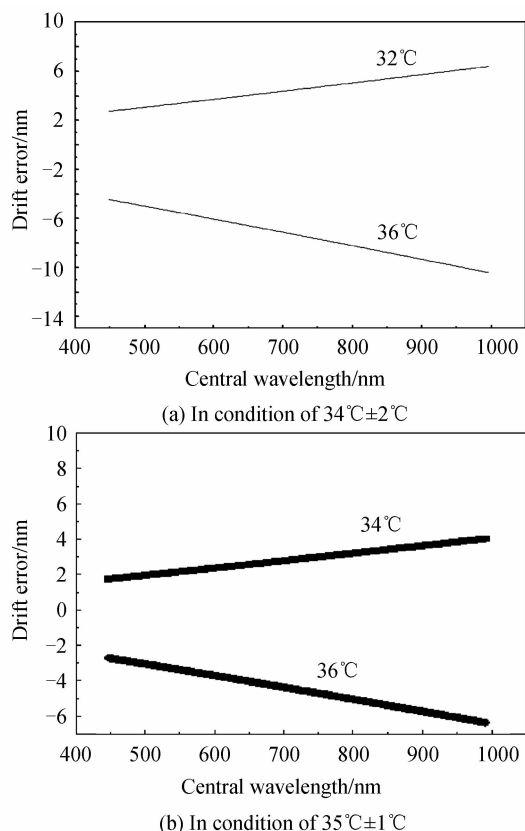 10
6
2
−2
−6
−10
−14
Drift error/nm
32℃
36℃
400 500 600 700 800 900 1000
Central wavelength/nm
(a) In condition of 34℃±2℃
10
8
6
4
2
0
−2
−4
−6
Drift error/nm
34℃
36℃
400 500 600 700 800 900 1000
Central wavelength/nm
(b) In condition of 35℃±1℃